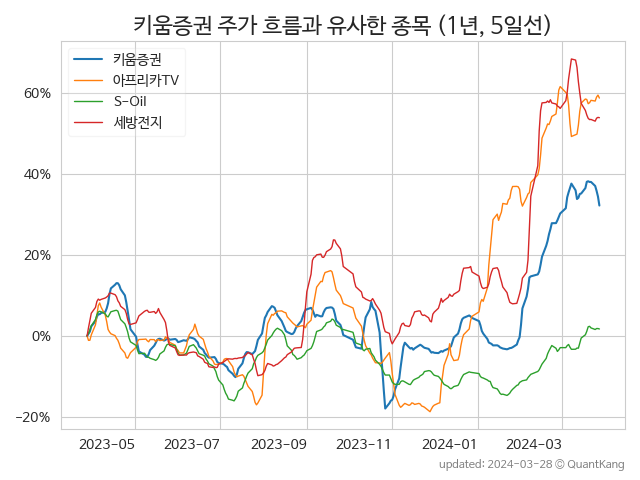 키움증권 주가 흐름과 유사한 종목 (1년, 5일선)
키움증권
아프리카TV
S-Oil
세방전지
60%
40%
20%
0%
−20%
2023-05 2023-07 2023-09 2023-11 2024-01 2024-03
updated: 2024-03-28 © QuantKang